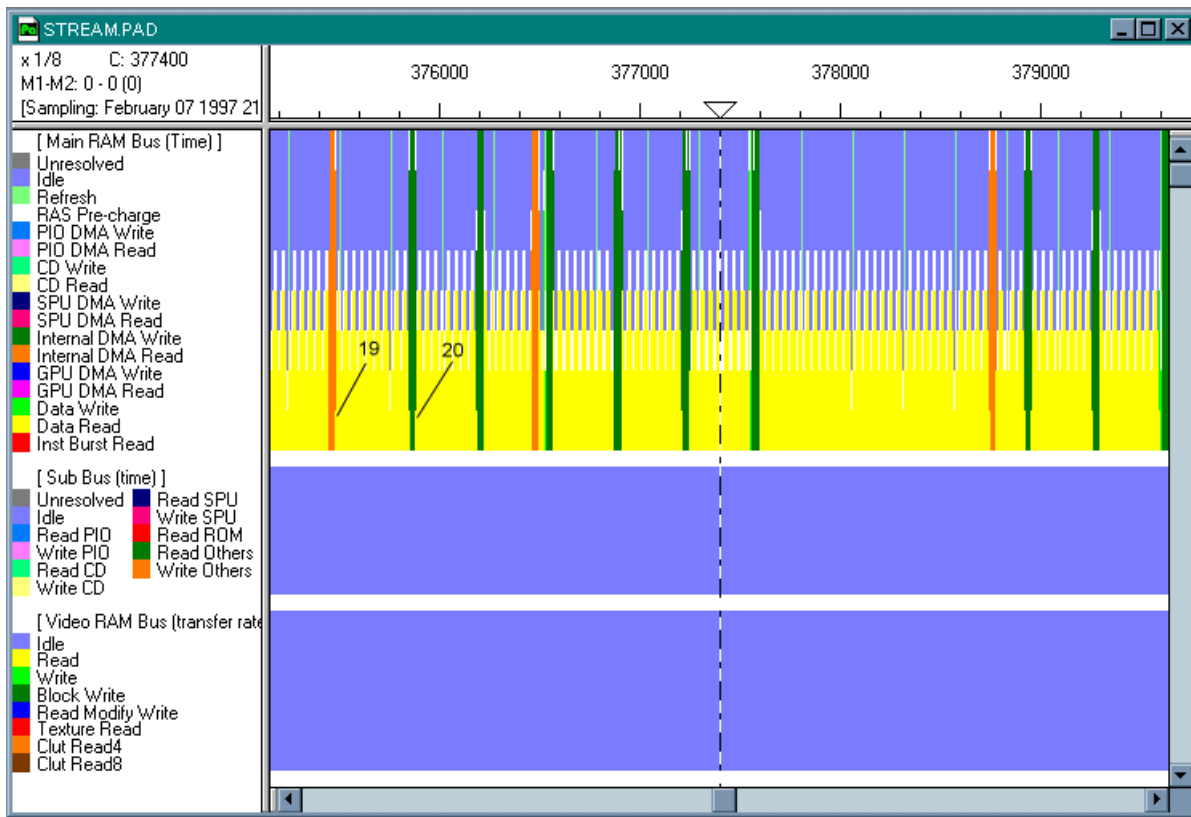 STREAM.PAD
x 1/8 C: 377400
M1-M2: 0 - 0 (0)
[Sampling: February 07 1997 21
376000 377000 378000 379000
[ Main RAM Bus (Time) ]
Unresolved
Idle
Refresh
RAS Pre-charge
PIO DMA Write
PIO DMA Read
CD Write
CD Read
SPU DMA Write
SPU DMA Read
Internal DMA Write
Internal DMA Read
GPU DMA Write
GPU DMA Read
Data Write
Data Read
Inst Burst Read
19 20
[ Sub Bus (time) ]
Unresolved Read SPU
Idle Write SPU
Read PIO Read ROM
Write PIO Read Others
Read CD Write Others
Write CD
[ Video RAM Bus (transfer rate
Idle
Read
Write
Block Write
Read Modify Write
Texture Read
Clut Read4
Clut Read8